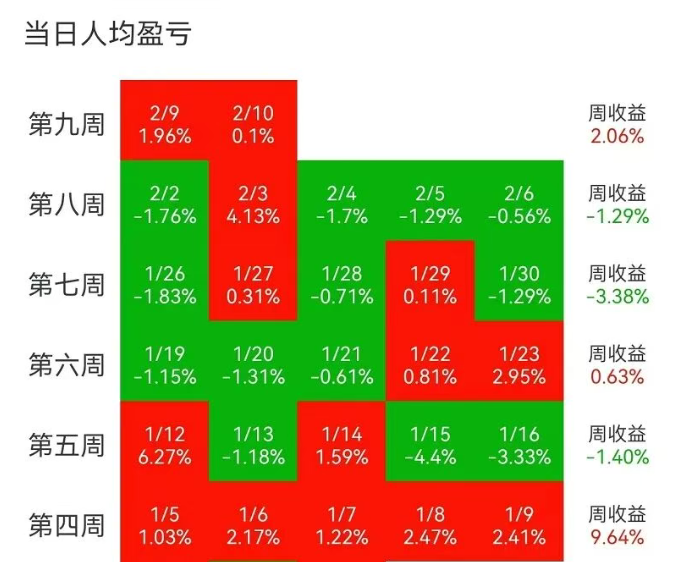 当日人均盈亏
第九周 2/9 2/10 周收益
1.96% 0.1% 2.06%
第八周 2/2 2/3 2/4 2/5 2/6 周收益
-1.76% 4.13% -1.7% -1.29% -0.56% -1.29%
第七周 1/26 1/27 1/28 1/29 1/30 周收益
-1.83% 0.31% -0.71% 0.11% -1.29% -3.38%
第六周 1/19 1/20 1/21 1/22 1/23 周收益
-1.15% -1.31% -0.61% 0.81% 2.95% 0.63%
第五周 1/12 1/13 1/14 1/15 1/16 周收益
6.27% -1.18% 1.59% -4.4% -3.33% -1.40%
第四周 1/5 1/6 1/7 1/8 1/9 周收益
1.03% 2.17% 1.22% 2.47% 2.41% 9.64%